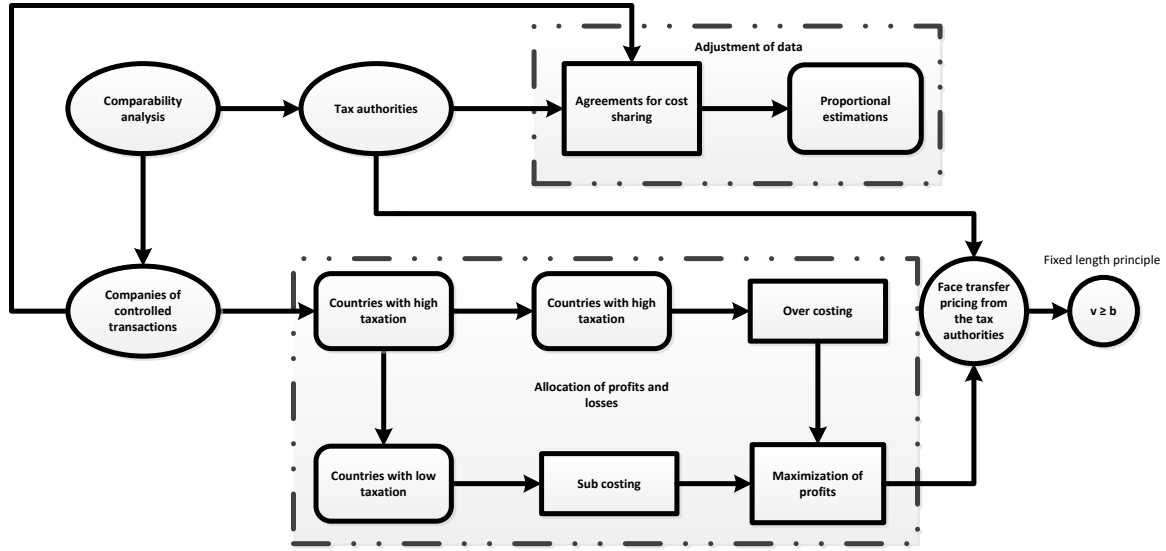 Adjustment of data
Comparability
analysis
Tax authorities
Agreements for cost
sharing
Proportional
estimations
Companies of
controlled
transactions
Countries with high
taxation
Countries with high
taxation
Over costing
Face transfer
pricing from
the tax
authorities
Fixed length principle
v ≥ b
Allocation of profits and
losses
Countries with low
taxation
Sub costing
Maximization of
profits